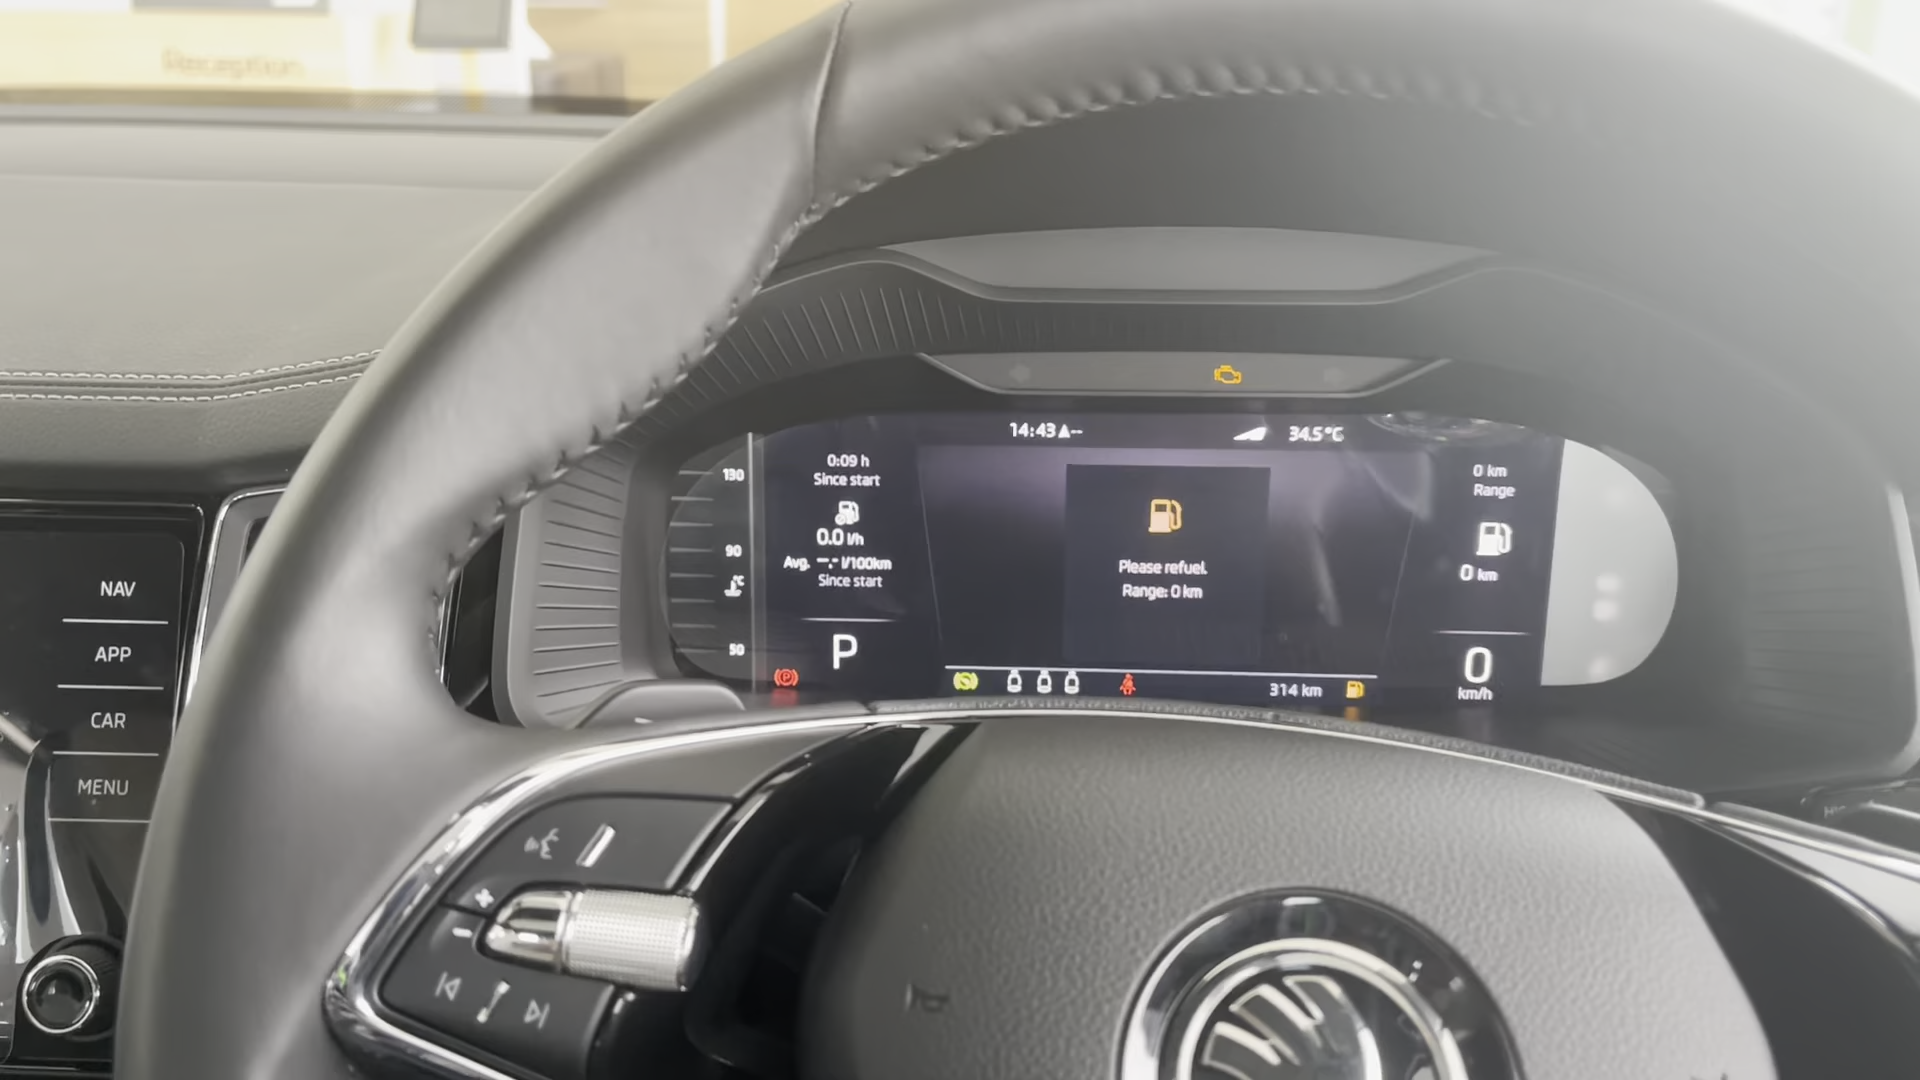 Reception
14:43
34.5°C
130
90
50
0:09 h
Since start
0.0 l/h
Avg. --.- l/100km
Since start
P
Please refuel.
Range: 0 km
0 km
Range
0 km
0
km/h
314 km
NAV
APP
CAR
MENU